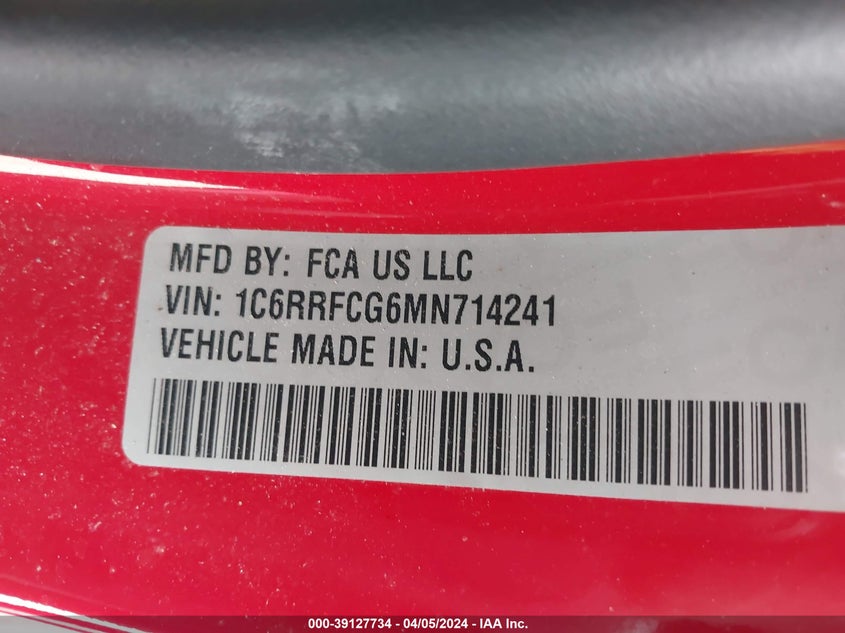 MFD BY: FCA US LLC
VIN: 1C6RRFCG6MN714241
VEHICLE MADE IN: U.S.A.
000-39127734 - 04/05/2024 - IAA Inc.